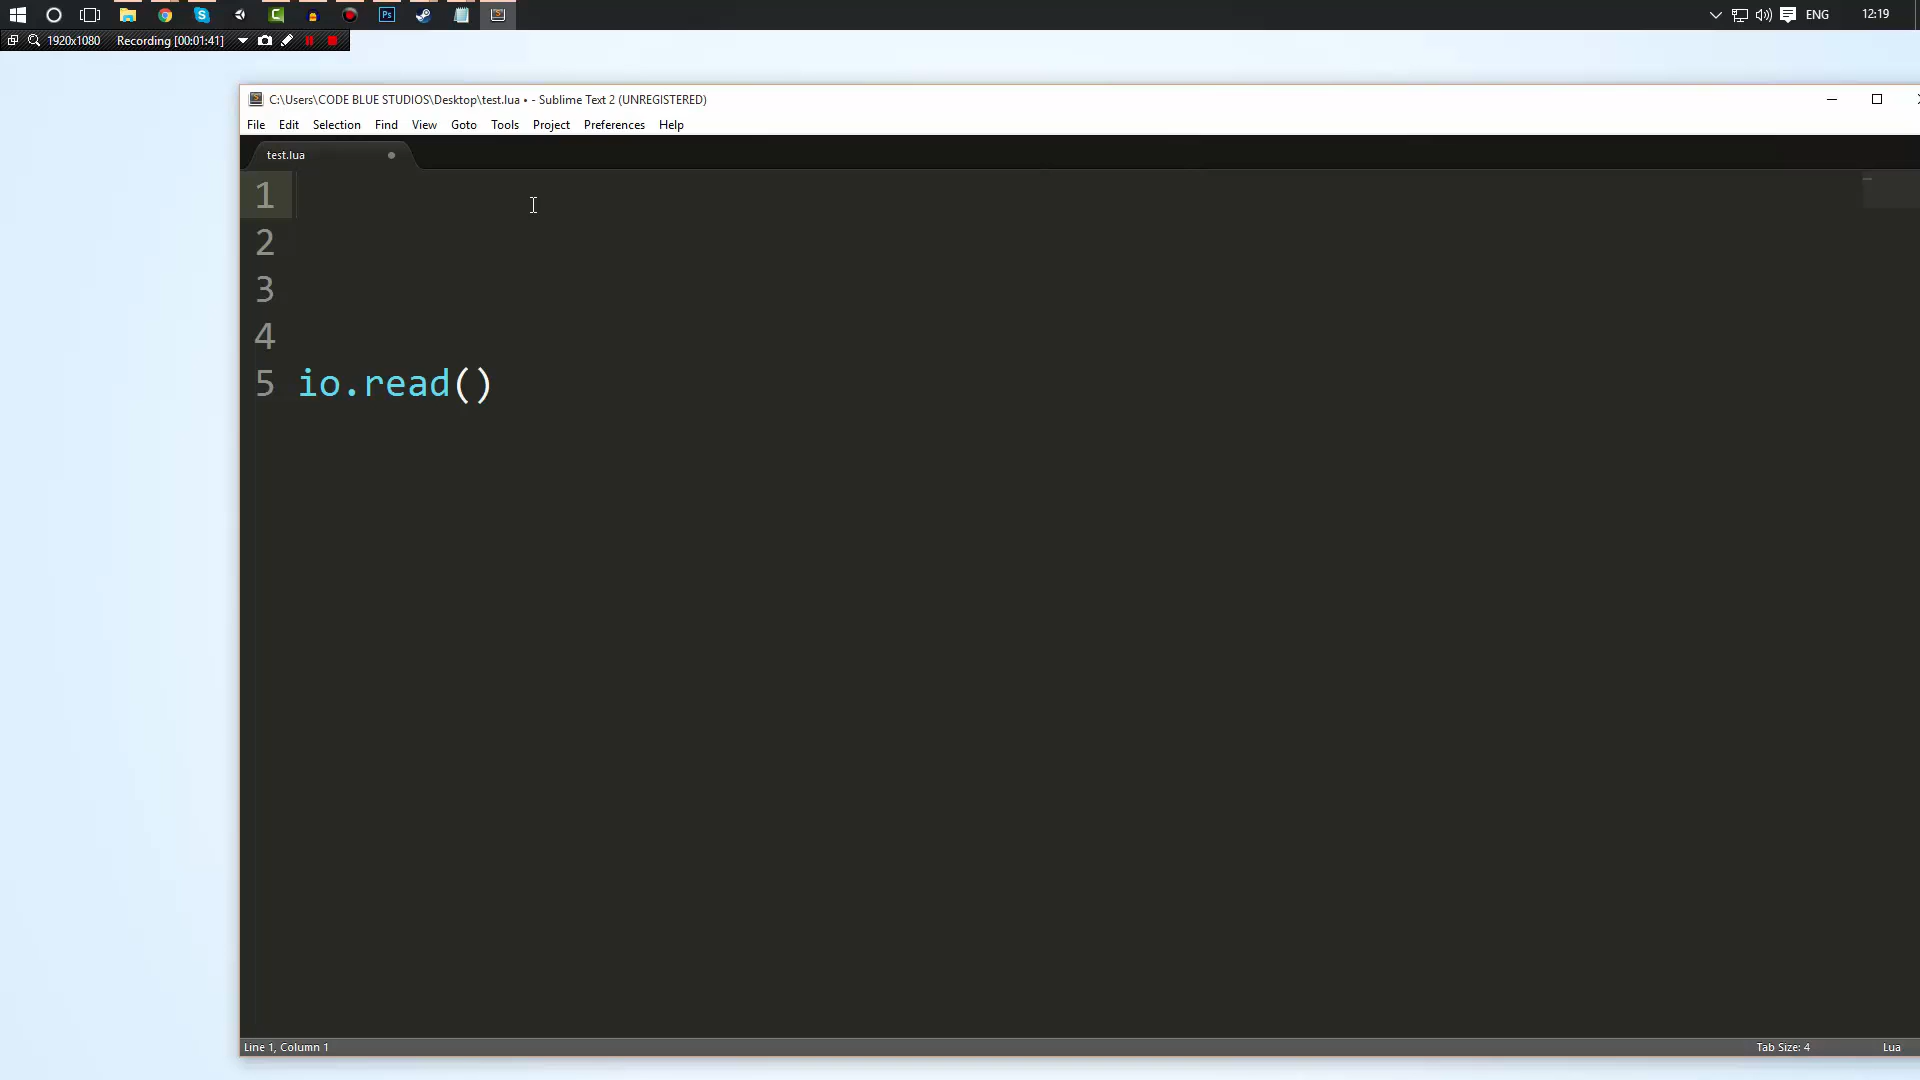 ENG
12:19
1920x1080
Recording [00:01:41]
C:\Users\CODE BLUE STUDIOS\Desktop\test.lua • - Sublime Text 2 (UNREGISTERED)
File Edit Selection Find View Goto Tools Project Preferences Help
test.lua
1
2
3
4
5 io.read()
Line 1, Column 1
Tab Size: 4
Lua